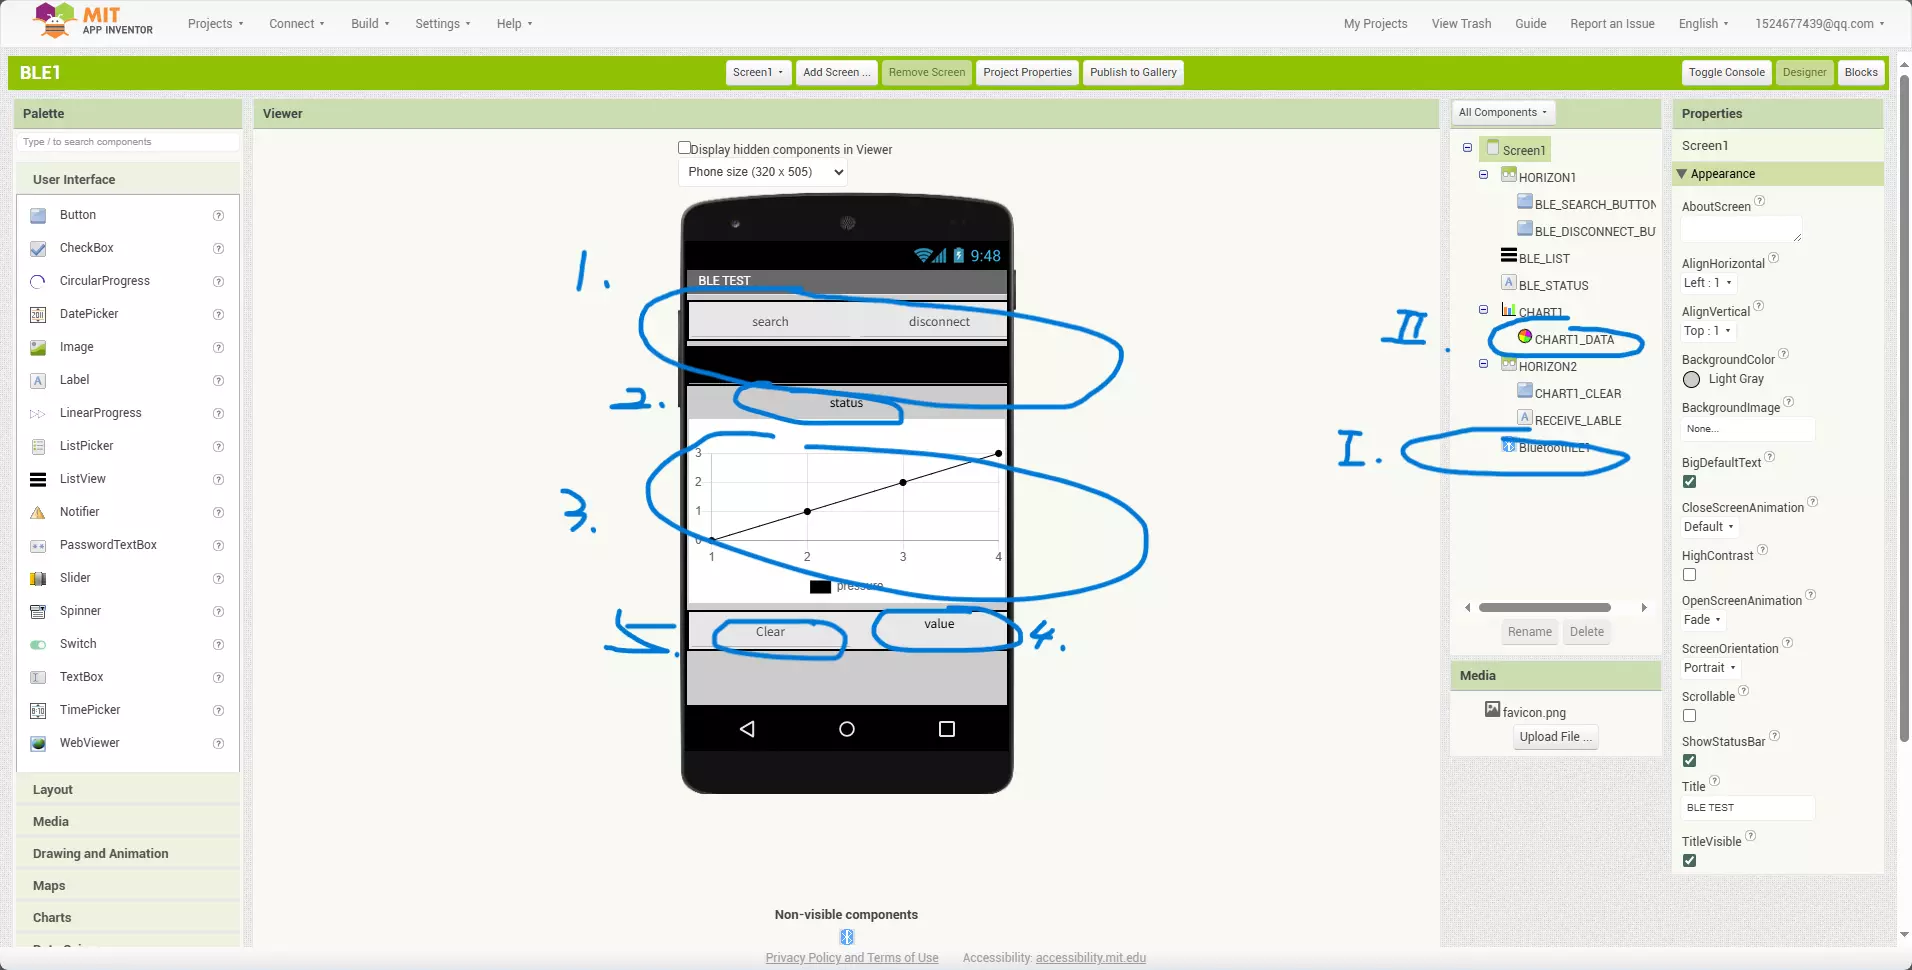 MIT
APP INVENTOR
Projects
Connect
Build
Settings
Help
My Projects
View Trash
Guide
Report an Issue
English
1524677439@qq.com
BLE1
Screen1
Add Screen ...
Remove Screen
Project Properties
Publish to Gallery
Toggle Console
Designer
Blocks
Palette
Type / to search components
User Interface
Button
CheckBox
CircularProgress
DatePicker
Image
Label
LinearProgress
ListPicker
ListView
Notifier
PasswordTextBox
Slider
Spinner
Switch
TextBox
TimePicker
WebViewer
Layout
Media
Drawing and Animation
Maps
Charts
Viewer
Display hidden components in Viewer
Phone size (320 x 505)
9:48
BLE TEST
1.
search
disconnect
2.
status
3.
3
2
1
0
1
2
3
4
pressure
5.
Clear
value
4.
Non-visible components
Privacy Policy and Terms of Use
Accessibility: accessibility.mit.edu
All Components
Screen1
HORIZON1
BLE_SEARCH_BUTTON
BLE_DISCONNECT_BU
BLE_LIST
BLE_STATUS
CHART1
II.
CHART1_DATA
HORIZON2
CHART1_CLEAR
RECEIVE_LABLE
I.
BluetoothLE1
Rename
Delete
Media
favicon.png
Upload File ...
Properties
Screen1
Appearance
AboutScreen
AlignHorizontal
Left : 1
AlignVertical
Top : 1
BackgroundColor
Light Gray
BackgroundImage
None...
BigDefaultText
CloseScreenAnimation
Default
HighContrast
OpenScreenAnimation
Fade
ScreenOrientation
Portrait
Scrollable
ShowStatusBar
Title
BLE TEST
TitleVisible